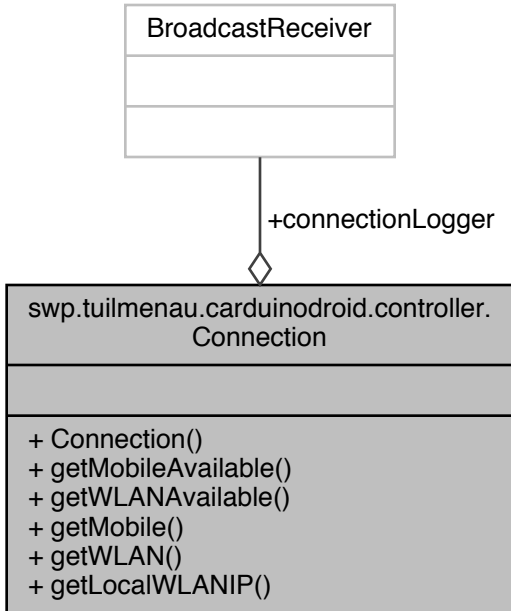 BroadcastReceiver
+connectionLogger
swp.tuilmenau.carduinodroid.controller.
Connection
+ Connection()
+ getMobileAvailable()
+ getWLANAvailable()
+ getMobile()
+ getWLAN()
+ getLocalWLANIP()